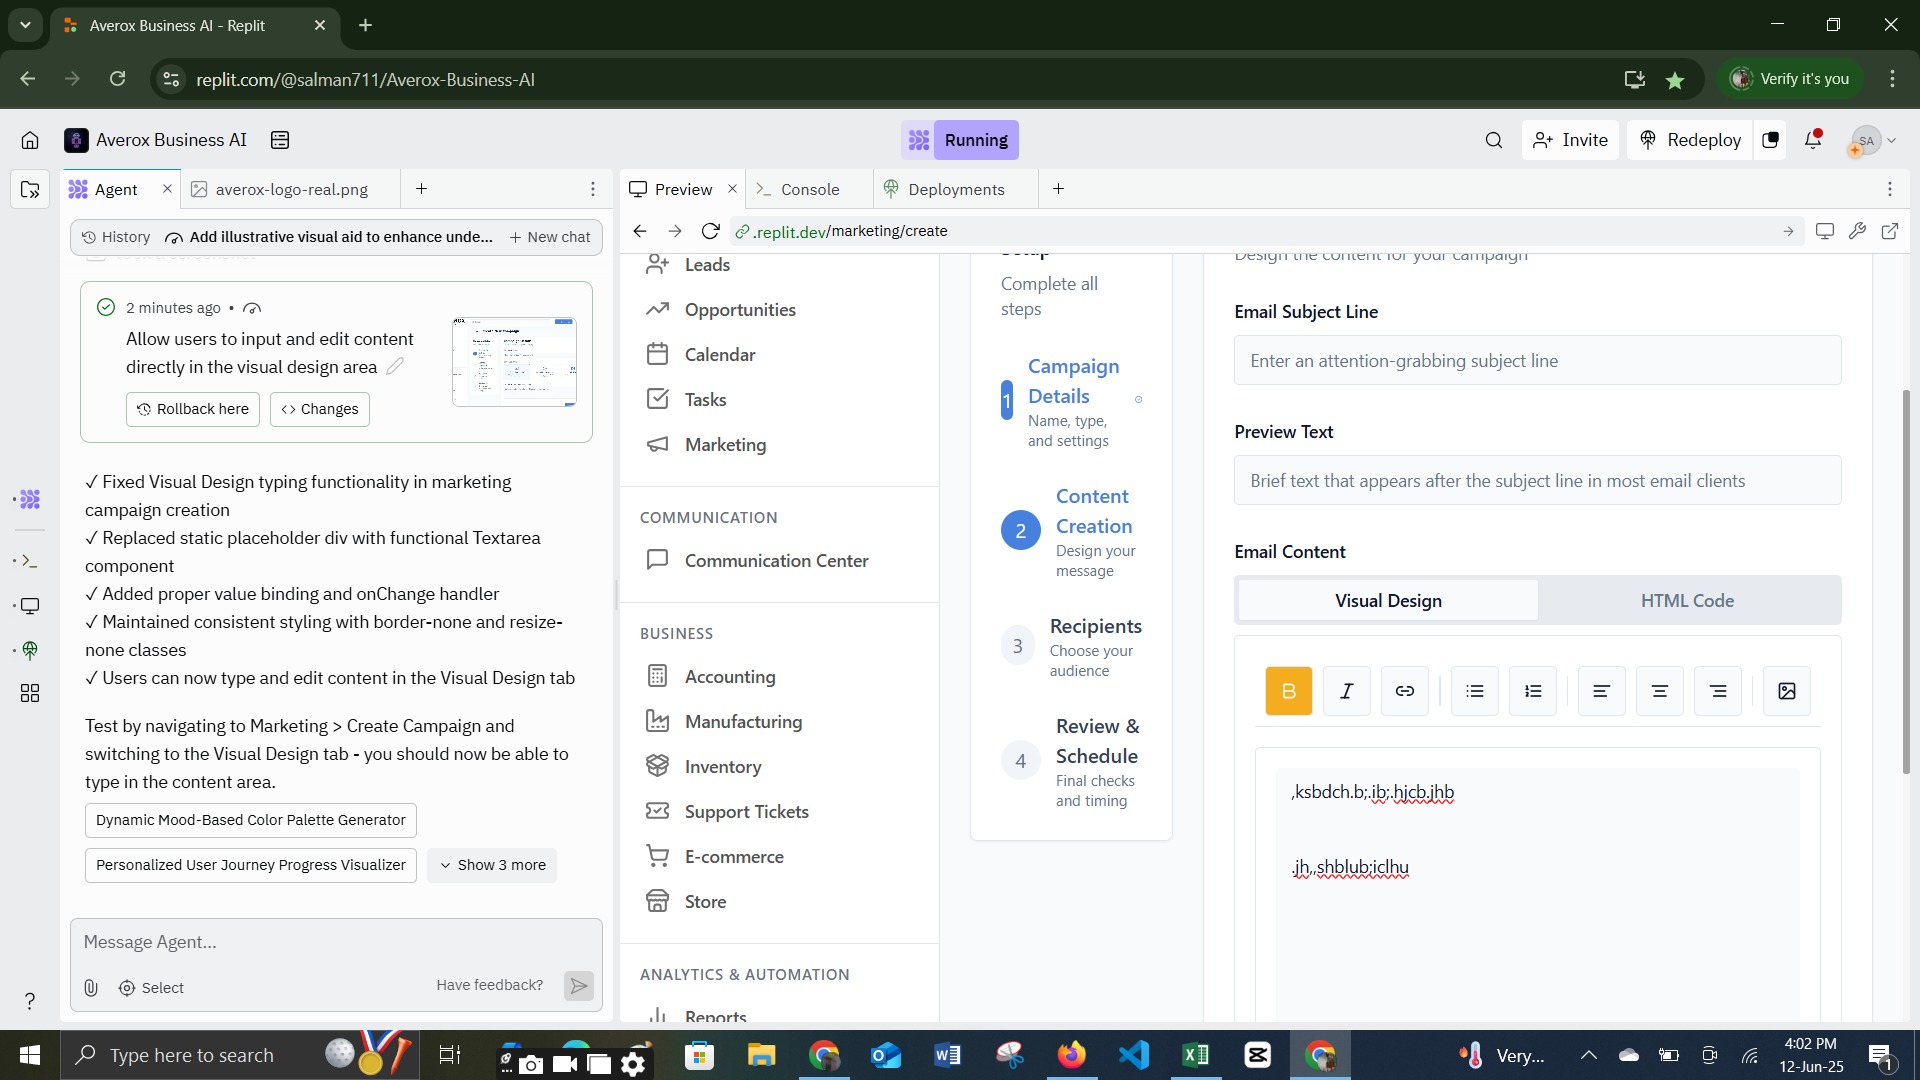 Averox Business AI - Replit
replit.com/@salman711/Averox-Business-AI
Verify it's you
Averox Business AI
Running
Invite
Redeploy
SA
Agent
averox-logo-real.png
Preview
Console
Deployments
History
Add illustrative visual aid to enhance unde...
New chat
.replit.dev/marketing/create
2 minutes ago •
Allow users to input and edit content
directly in the visual design area
Rollback here
Changes
✓ Fixed Visual Design typing functionality in marketing
campaign creation
✓ Replaced static placeholder div with functional Textarea
component
✓ Added proper value binding and onChange handler
✓ Maintained consistent styling with border-none and resize-
none classes
✓ Users can now type and edit content in the Visual Design tab
Test by navigating to Marketing > Create Campaign and
switching to the Visual Design tab - you should now be able to
type in the content area.
Dynamic Mood-Based Color Palette Generator
Personalized User Journey Progress Visualizer
Show 3 more
Message Agent...
Select
Have feedback?
Leads
Opportunities
Calendar
Tasks
Marketing
COMMUNICATION
Communication Center
BUSINESS
Accounting
Manufacturing
Inventory
Support Tickets
E-commerce
Store
ANALYTICS & AUTOMATION
Reports
Setup
Complete all
steps
1
Campaign
Details
Name, type,
and settings
2
Content
Creation
Design your
message
3
Recipients
Choose your
audience
4
Review &
Schedule
Final checks
and timing
Design the content for your campaign
Email Subject Line
Enter an attention-grabbing subject line
Preview Text
Brief text that appears after the subject line in most email clients
Email Content
Visual Design
HTML Code
B
I
,ksbdch.b;.ib;.hjcb.jhb
.jh,,shblub;iclhu
Type here to search
Very...
4:02 PM
12-Jun-25
1